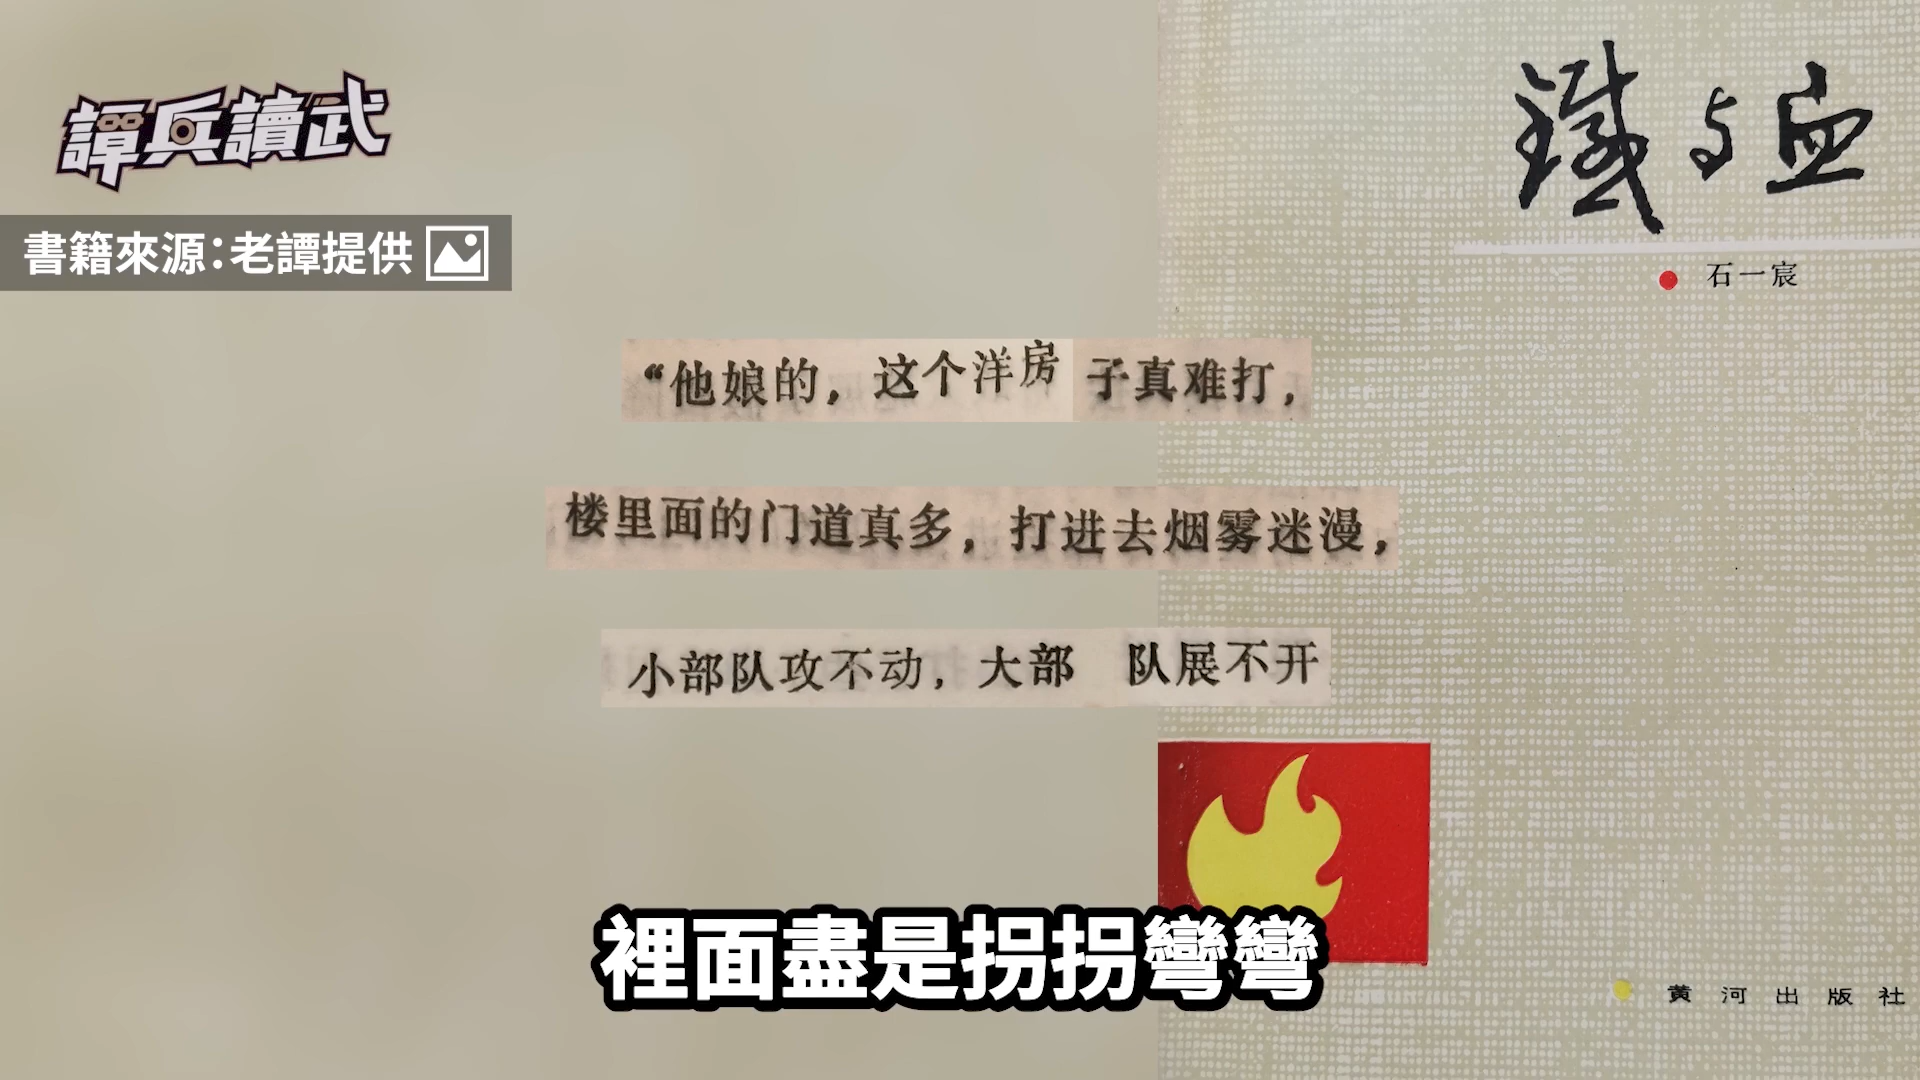 譚兵讀武
書籍來源：老譚提供
鐵与血
石一宸
“他娘的，这个洋房子真难打，
楼里面的门道真多，打进去烟雾迷漫，
小部队攻不动，大部 队展不开
裡面盡是拐拐彎彎
黄河出版社